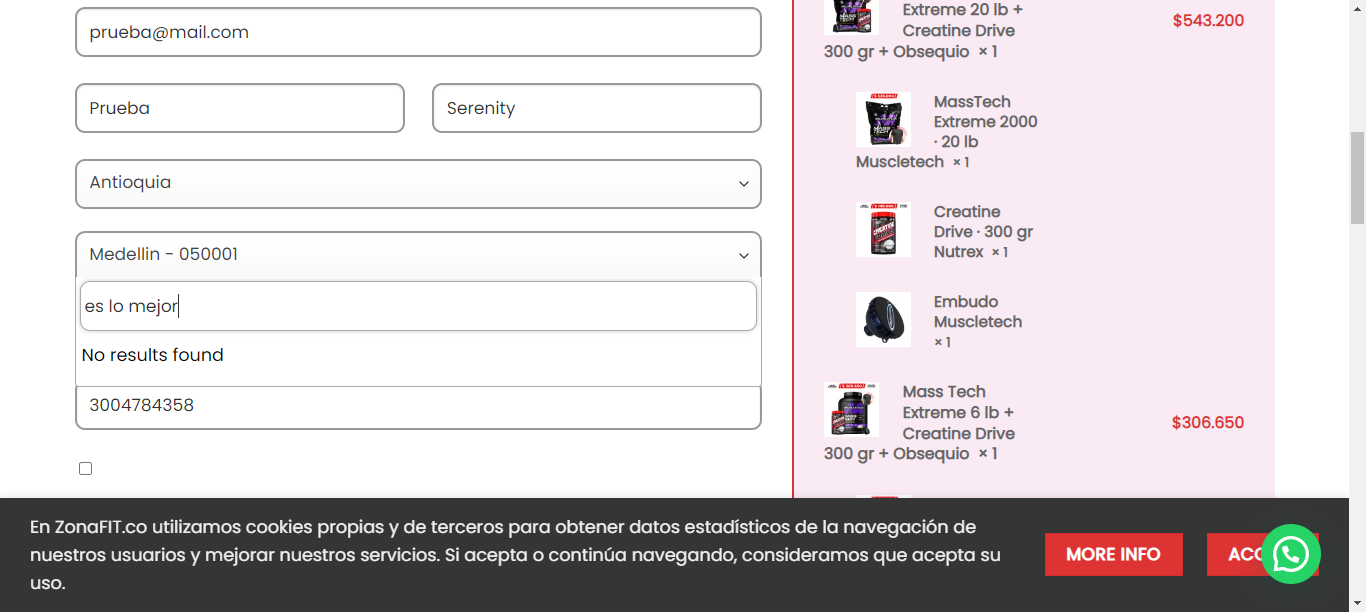 prueba@mail.com
Prueba
Serenity
Antioquia
Medellin - 050001
es lo mejor
No results found
3004784358
Extreme 20 lb +
Creatine Drive
300 gr + Obsequio × 1
$543.200
MassTech
Extreme 2000
· 20 lb
Muscletech × 1
Creatine
Drive · 300 gr
Nutrex × 1
Embudo
Muscletech
× 1
Mass Tech
Extreme 6 lb +
Creatine Drive
300 gr + Obsequio × 1
$306.650
En ZonaFIT.co utilizamos cookies propias y de terceros para obtener datos estadísticos de la navegación de
nuestros usuarios y mejorar nuestros servicios. Si acepta o continúa navegando, consideramos que acepta su
uso.
MORE INFO